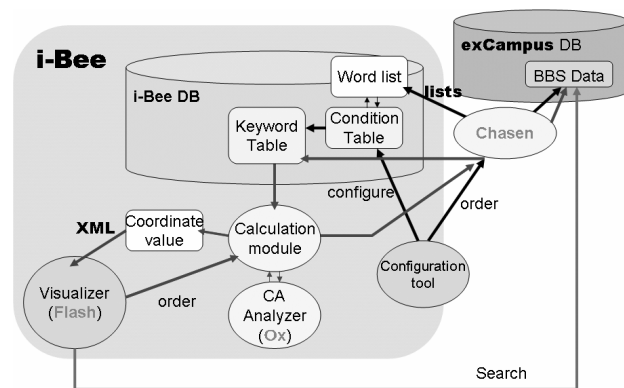 i-Bee
exCampus DB
BBS Data
Word list
lists
i-Bee DB
Keyword
Table
Condition
Table
Chasen
configure
order
XML
Coordinate
value
Calculation
module
Configuration
tool
Visualizer
(Flash)
order
CA
Analyzer
(Ox)
Search